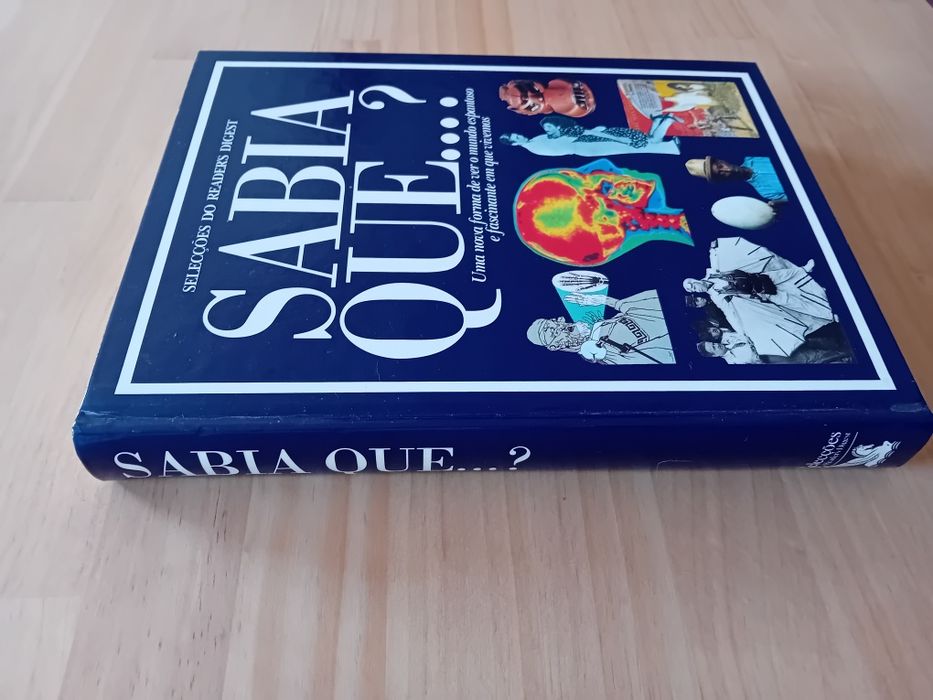 SELECÇÕES DO READER'S DIGEST
SABIA
QUE....?
Uma nova forma de ver o mundo espantoso
e fascinante em que vivemos
SABIA QUE...?